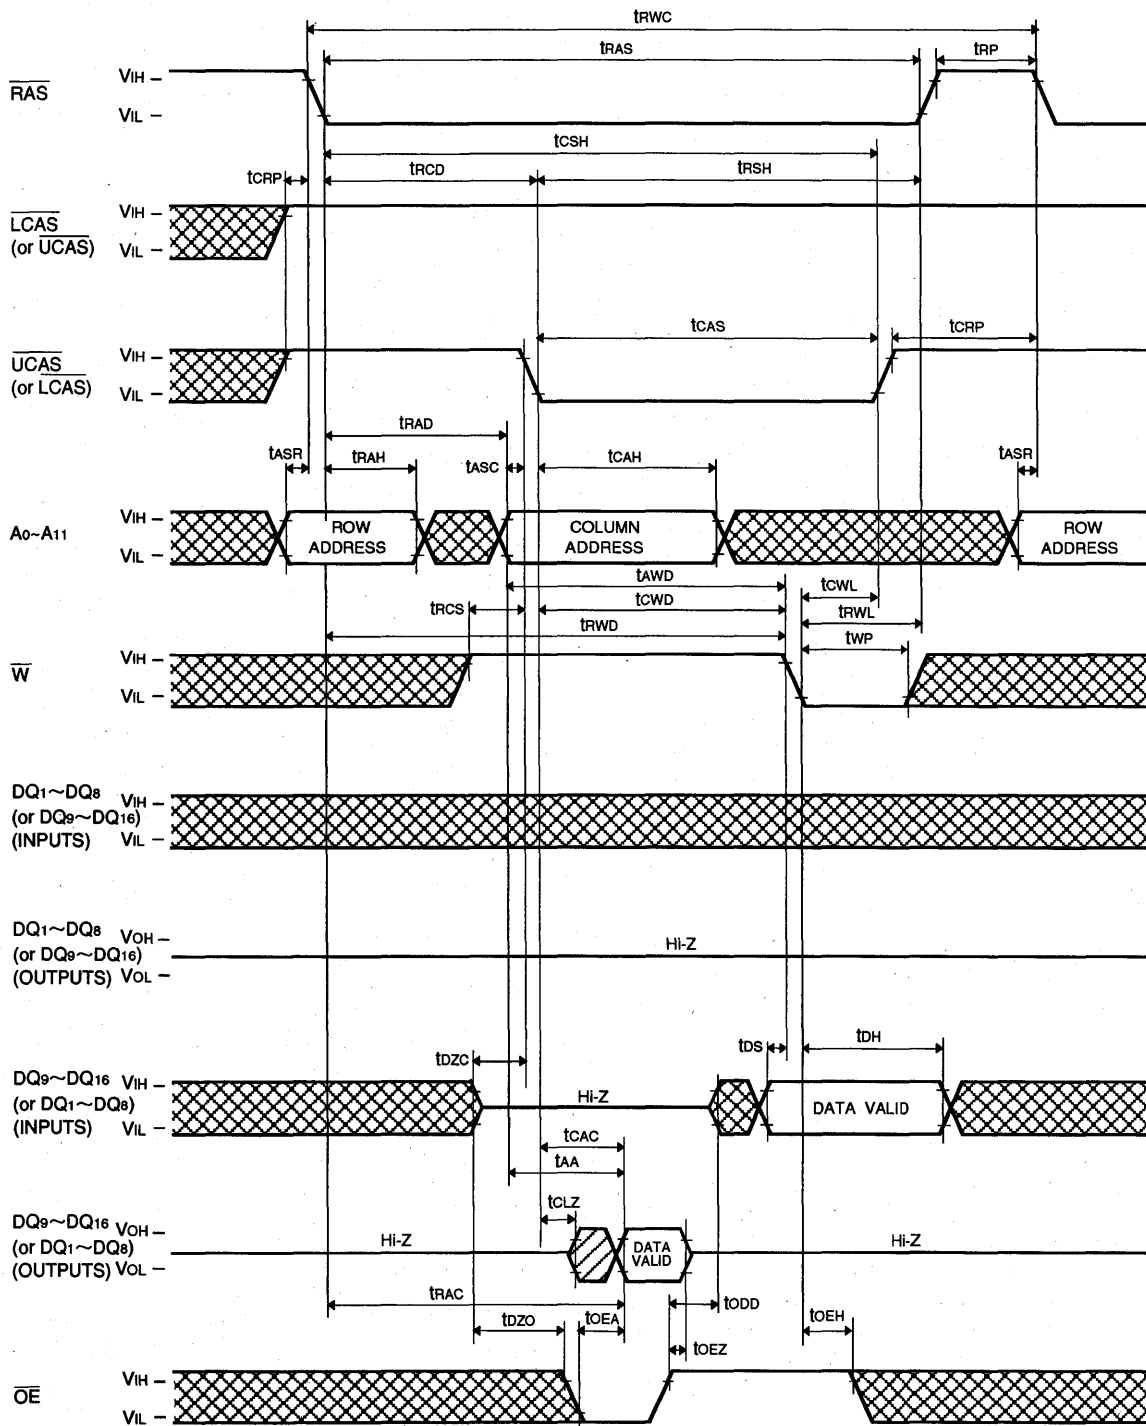 tRWC
tRAS
tRP
RAS
VIH
VIL
tCSH
tRCD
tRSH
tCRP
LCAS
(or UCAS)
VIH
VIL
tCAS
tCRP
UCAS
(or LCAS)
VIH
VIL
tRAD
tASR
tRAH
tASC
tCAH
tASR
A0~A11
VIH
VIL
ROW
ADDRESS
COLUMN
ADDRESS
ROW
ADDRESS
tAWD
tCWL
tRCS
tCWD
tRWL
tRWD
tWP
W
VIH
VIL
DQ1~DQ8
(or DQ9~DQ16)
(INPUTS)
VIH
VIL
DQ1~DQ8
(or DQ9~DQ16)
(OUTPUTS)
VOH
VOL
Hi-Z
tDZC
tDS
tDH
DQ9~DQ16
(or DQ1~DQ8)
(INPUTS)
VIH
VIL
Hi-Z
DATA VALID
tCAC
tAA
tCLZ
DQ9~DQ16
(or DQ1~DQ8)
(OUTPUTS)
VOH
VOL
Hi-Z
DATA
VALID
Hi-Z
tRAC
tODD
tDZO
tOEA
tOEZ
tOEH
OE
VIH
VIL